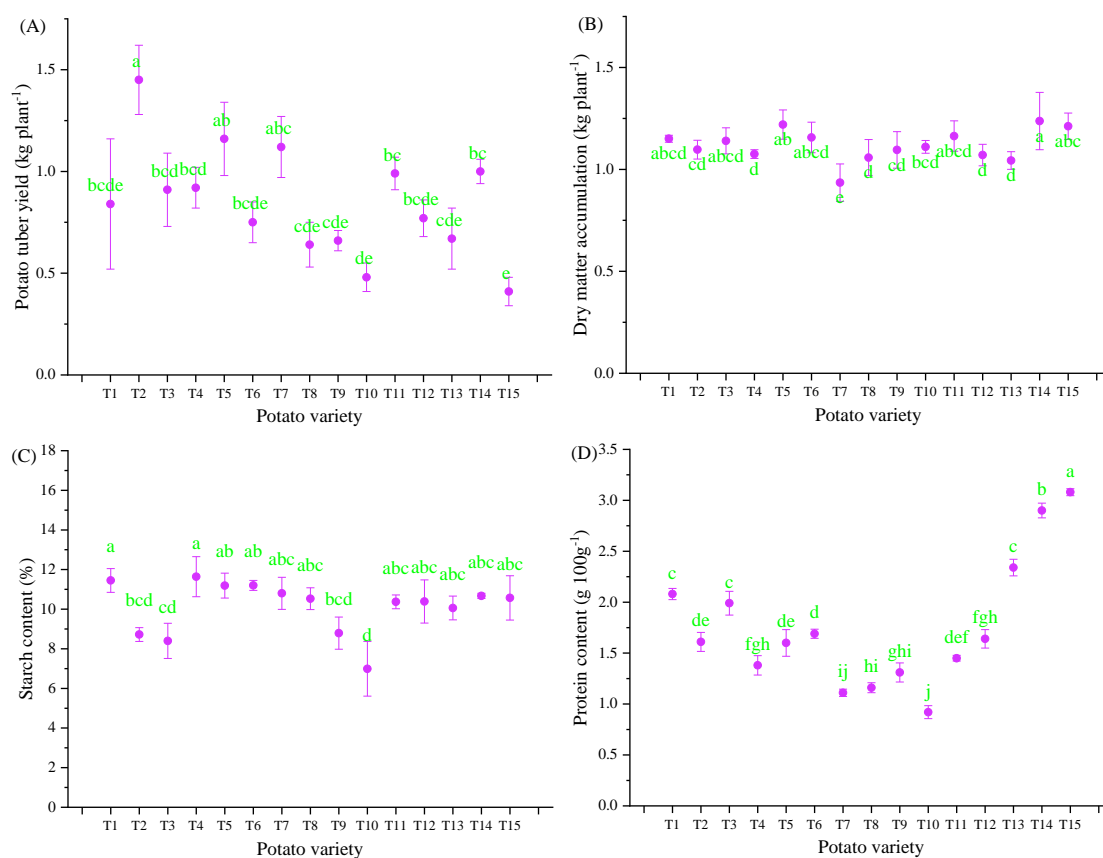 (A)
Potato tuber yield (kg plant⁻¹)
1.5
1.0
0.5
0.0
bcde
a
bcd
bcd
ab
bcde
abc
cde
cde
de
bc
bcde
cde
bc
e
T1 T2 T3 T4 T5 T6 T7 T8 T9 T10 T11 T12 T13 T14 T15
Potato variety
(B)
Dry matter accumulation (kg plant⁻¹)
1.5
1.0
0.5
0.0
abcd
cd
abcd
d
ab
abcd
e
d
cd
bcd
abcd
d
d
a
abc
T1 T2 T3 T4 T5 T6 T7 T8 T9 T10 T11 T12 T13 T14 T15
Potato variety
(C)
Starch content (%)
18
16
14
12
10
8
6
4
2
0
a
bcd
cd
a
ab
ab
abc
abc
bcd
d
abc
abc
abc
abc
abc
T1 T2 T3 T4 T5 T6 T7 T8 T9 T10 T11 T12 T13 T14 T15
Potato variety
(D)
Protein content (g 100g⁻¹)
3.5
3.0
2.5
2.0
1.5
1.0
0.5
0.0
c
de
c
fgh
de
d
ij
hi
ghi
j
def
fgh
c
b
a
T1 T2 T3 T4 T5 T6 T7 T8 T9 T10 T11 T12 T13 T14 T15
Potato variety